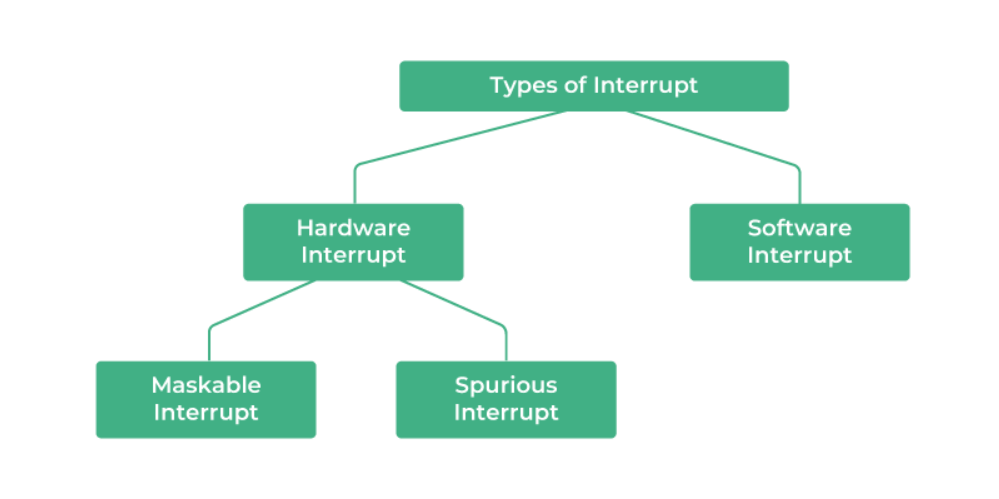 Types of Interrupt
Hardware
Interrupt
Software
Interrupt
Maskable
Interrupt
Spurious
Interrupt